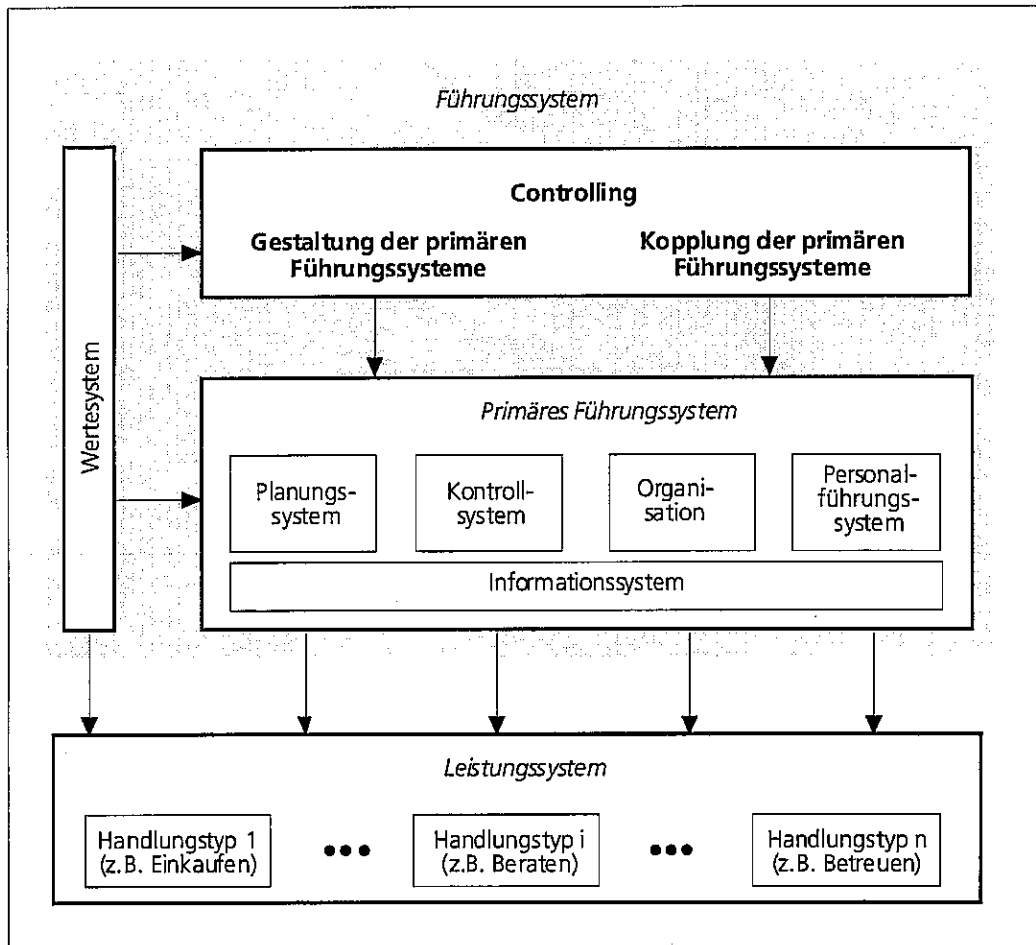 Führungssystem
Controlling
Gestaltung der primären
Führungssysteme
Kopplung der primären
Führungssysteme
Wertesystem
Primäres Führungssystem
Planungs-
system
Kontroll-
system
Organi-
sation
Personal-
führungs-
system
Informationssystem
Leistungssystem
Handlungstyp 1
(z.B. Einkaufen)
•••
Handlungstyp i
(z.B. Beraten)
•••
Handlungstyp n
(z.B. Betreuen)